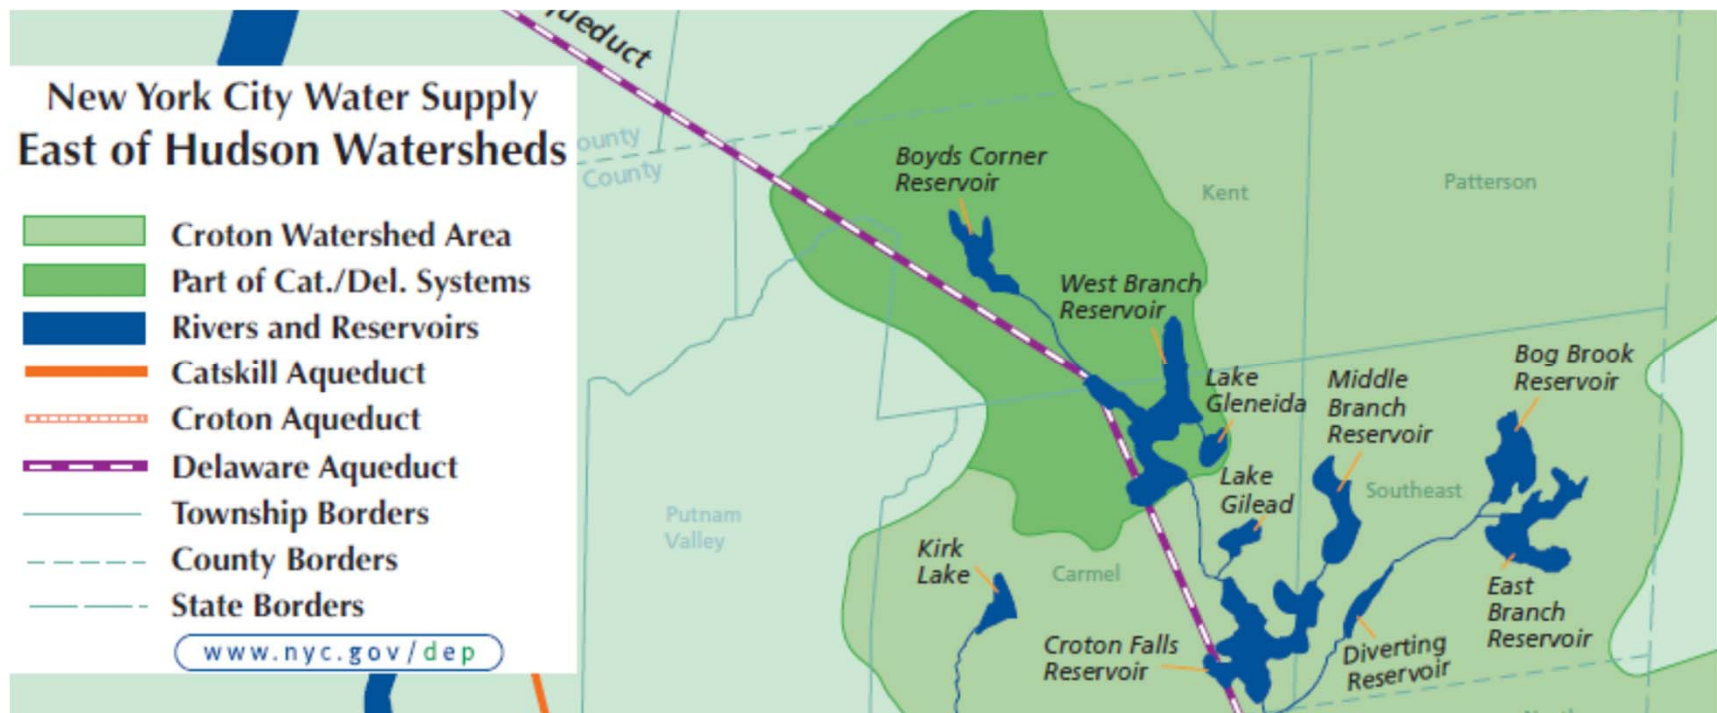 New York City Water Supply
East of Hudson Watersheds
Croton Watershed Area
Part of Cat./Del. Systems
Rivers and Reservoirs
Catskill Aqueduct
Croton Aqueduct
Delaware Aqueduct
Township Borders
County Borders
State Borders
www.nyc.gov/dep
County
Boyds Corner
Reservoir
Kent
Patterson
West Branch
Reservoir
Lake
Gleneida
Middle
Branch
Reservoir
Bog Brook
Reservoir
Lake
Gilead
Southeast
Putnam
Valley
Kirk
Lake
Carmel
Croton Falls
Reservoir
Diverting
Reservoir
East
Branch
Reservoir